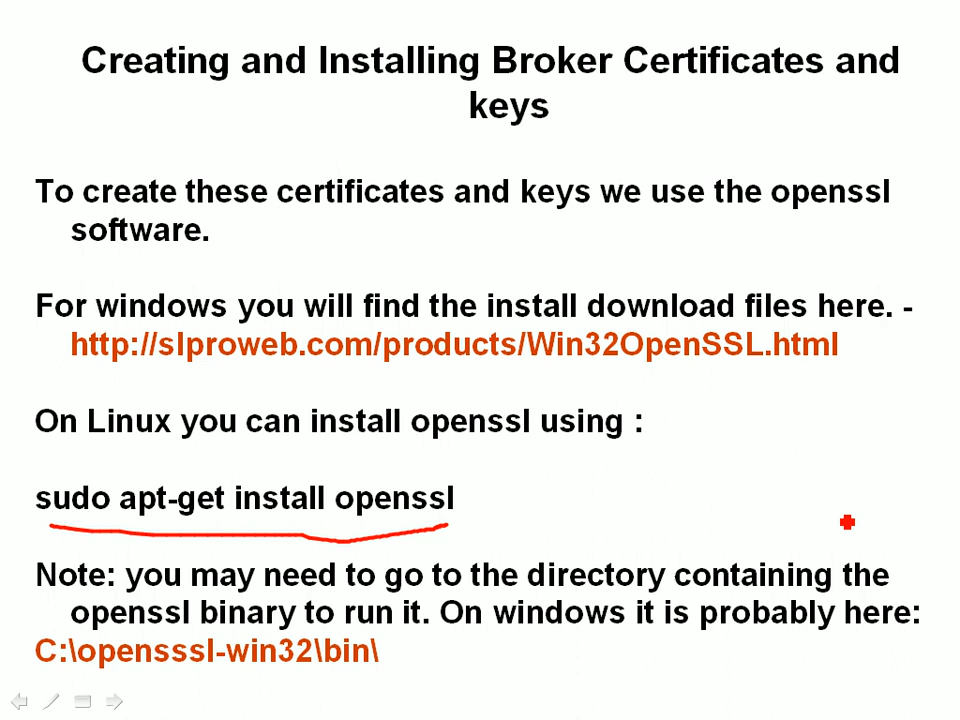 Creating and Installing Broker Certificates and
keys
To create these certificates and keys we use the openssl
software.
For windows you will find the install download files here. -
http://slproweb.com/products/Win32OpenSSL.html
On Linux you can install openssl using :
sudo apt-get install openssl
Note: you may need to go to the directory containing the
openssl binary to run it. On windows it is probably here:
C:\opensssl-win32\bin\